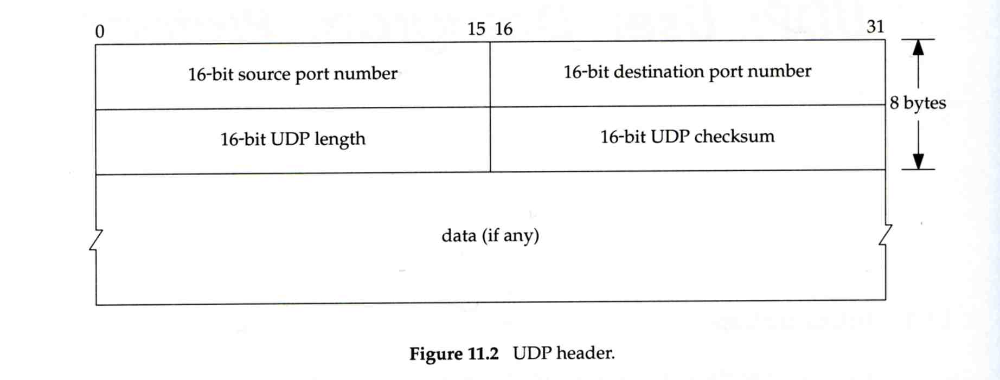 0 15 16 31
16-bit source port number 16-bit destination port number
8 bytes
16-bit UDP length 16-bit UDP checksum
data (if any)
Figure 11.2 UDP header.